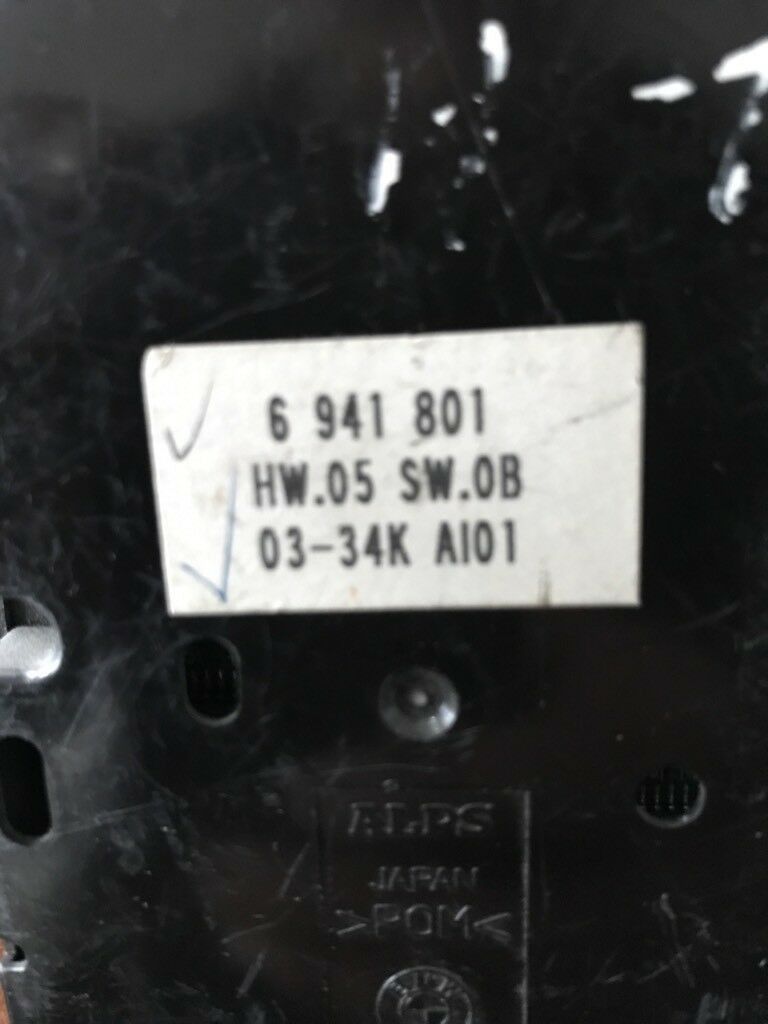 6 941 801
HW.05 SW.0B
03-34K AI01
ALPS
JAPAN
>POM<